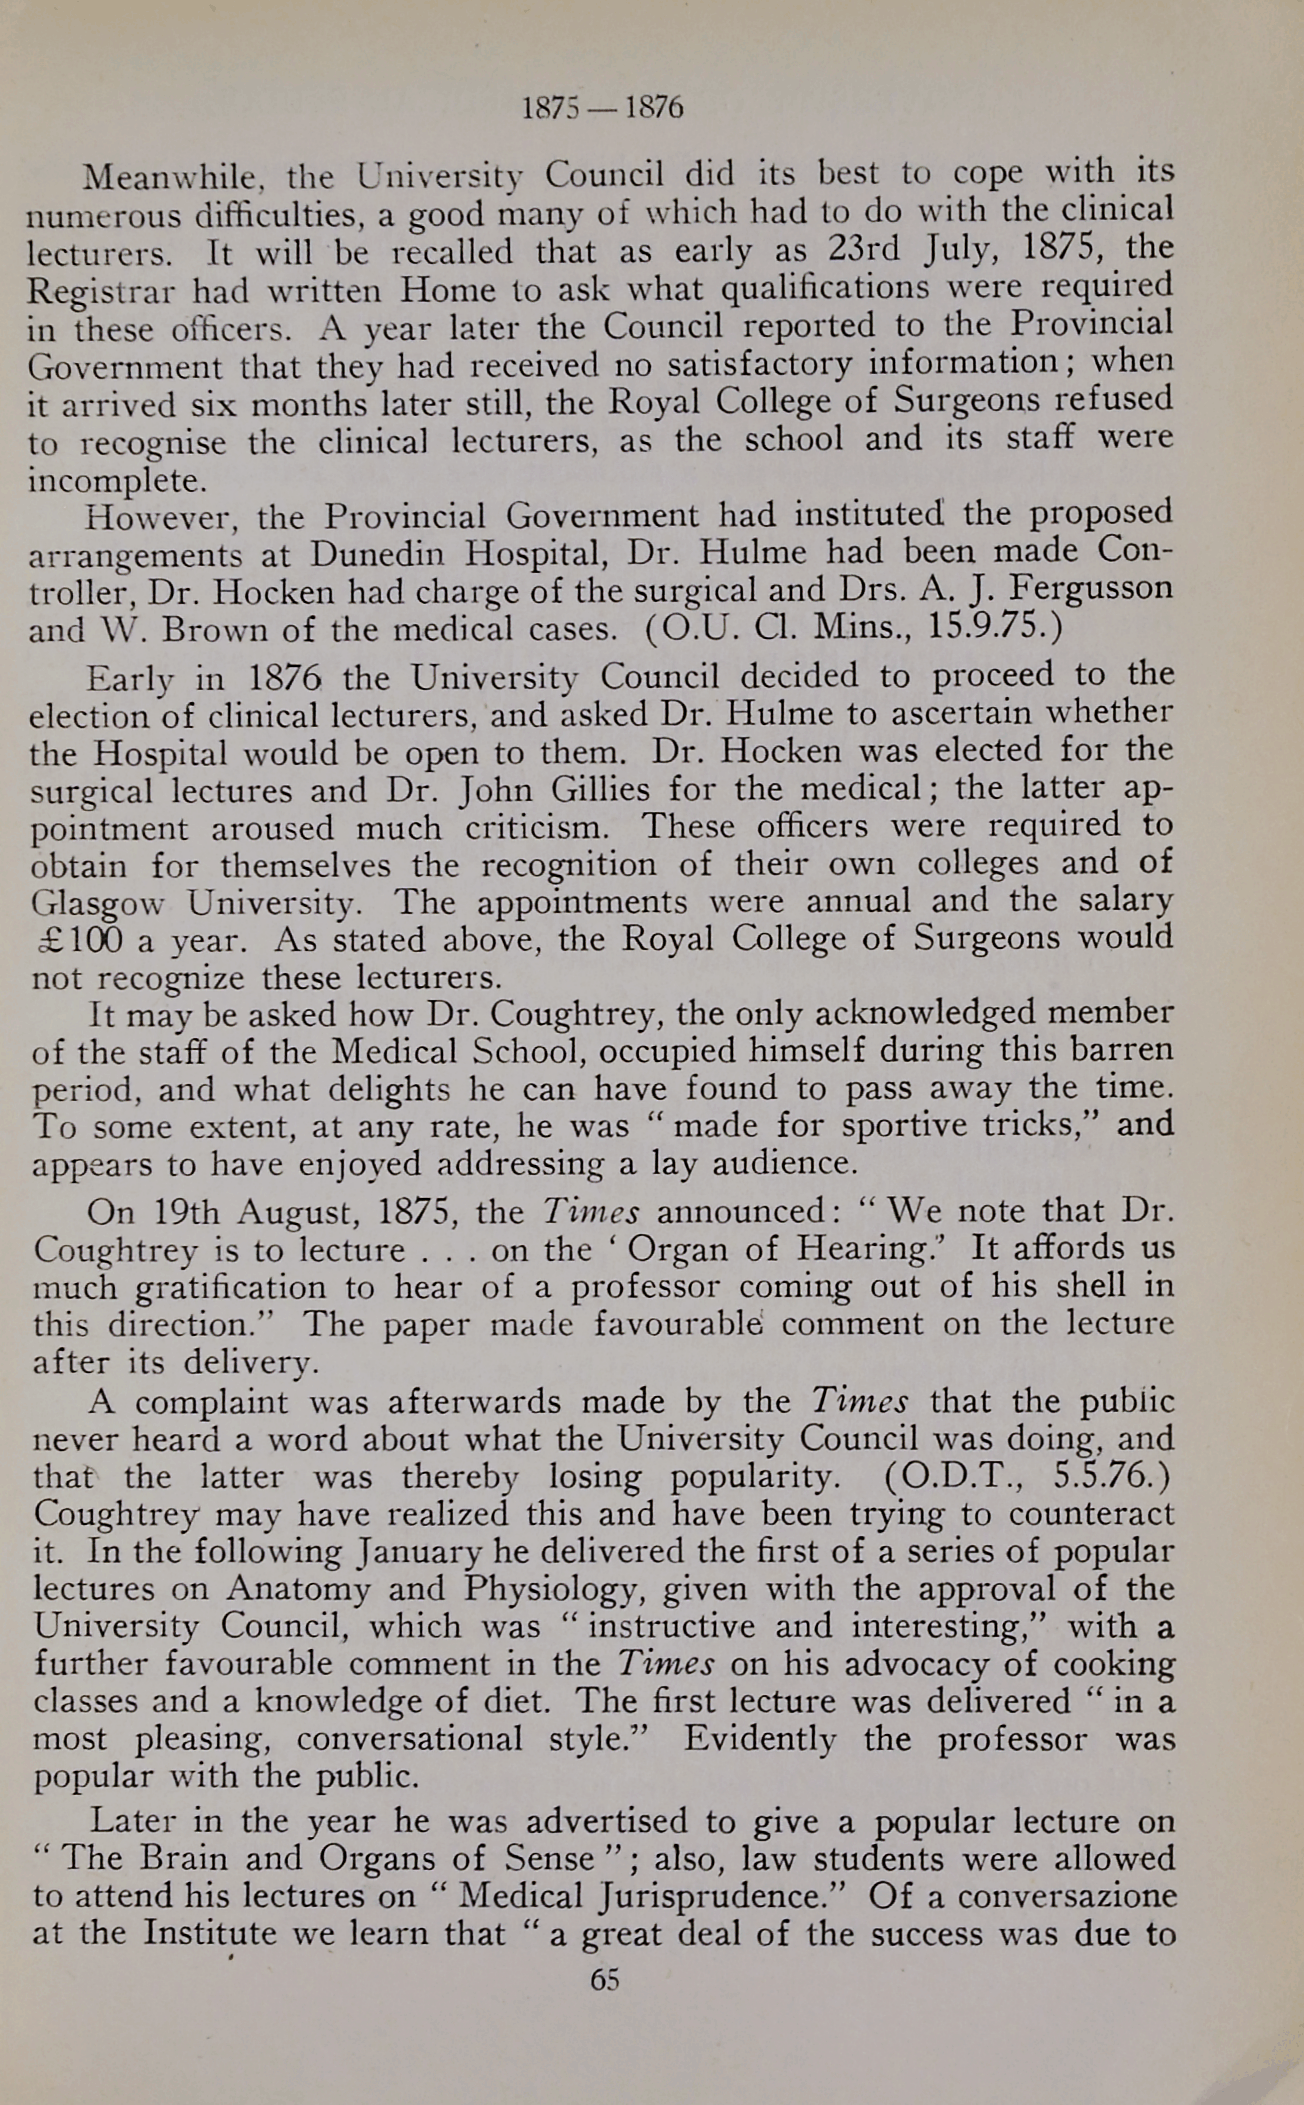 1875 — 1876
Meanwhile, the University Council did its best to cope with its
numerous difficulties, a good many of which had to do with the clinical
lecturers. It will be recalled that as early as 23rd July, 1875, the
Registrar had written Home to ask what qualifications were required
in these officers. A year later the Council reported to the Provincial
Government that they had received no satisfactory information; when
it arrived six months later still, the Royal College of Surgeons refused
to recognise the clinical lecturers, as the school and its staff were
incomplete.
However, the Provincial Government had instituted the proposed
arrangements at Dunedin Hospital, Dr. Hulme had been made Con-
troller, Dr. Hocken had charge of the surgical and Drs. A. J. Fergusson
and W. Brown of the medical cases. (O.U. Cl. Mins., 15.9.75.)
Early in 1876 the University Council decided to proceed to the
election of clinical lecturers, and asked Dr. Hulme to ascertain whether
the Hospital would be open to them. Dr. Hocken was elected for the
surgical lectures and Dr. John Gillies for the medical; the latter ap-
pointment aroused much criticism. These officers were required to
obtain for themselves the recognition of their own colleges and of
Glasgow University. The appointments were annual and the salary
£100 a year. As stated above, the Royal College of Surgeons would
not recognize these lecturers.
It may be asked how Dr. Coughtrey, the only acknowledged member
of the staff of the Medical School, occupied himself during this barren
period, and what delights he can have found to pass away the time.
To some extent, at any rate, he was “ made for sportive tricks,” and
appears to have enjoyed addressing a lay audience.
On 19th August, 1875, the Times announced: “ We note that Dr.
Coughtrey is to lecture . . . on the ‘ Organ of Hearing.’ It affords us
much gratification to hear of a professor coming out of his shell in
this direction.” The paper made favourable comment on the lecture
after its delivery.
A complaint was afterwards made by the Times that the public
never heard a word about what the University Council was doing, and
that the latter was thereby losing popularity. (O.D.T., 5.5.76.)
Coughtrey may have realized this and have been trying to counteract
it. In the following January he delivered the first of a series of popular
lectures on Anatomy and Physiology, given with the approval of the
University Council, which was “ instructive and interesting,” with a
further favourable comment in the Times on his advocacy of cooking
classes and a knowledge of diet. The first lecture was delivered “ in a
most pleasing, conversational style.” Evidently the professor was
popular with the public.
Later in the year he was advertised to give a popular lecture on
“ The Brain and Organs of Sense ”; also, law students were allowed
to attend his lectures on “ Medical Jurisprudence.” Of a conversazione
at the Institute we learn that “ a great deal of the success was due to
65